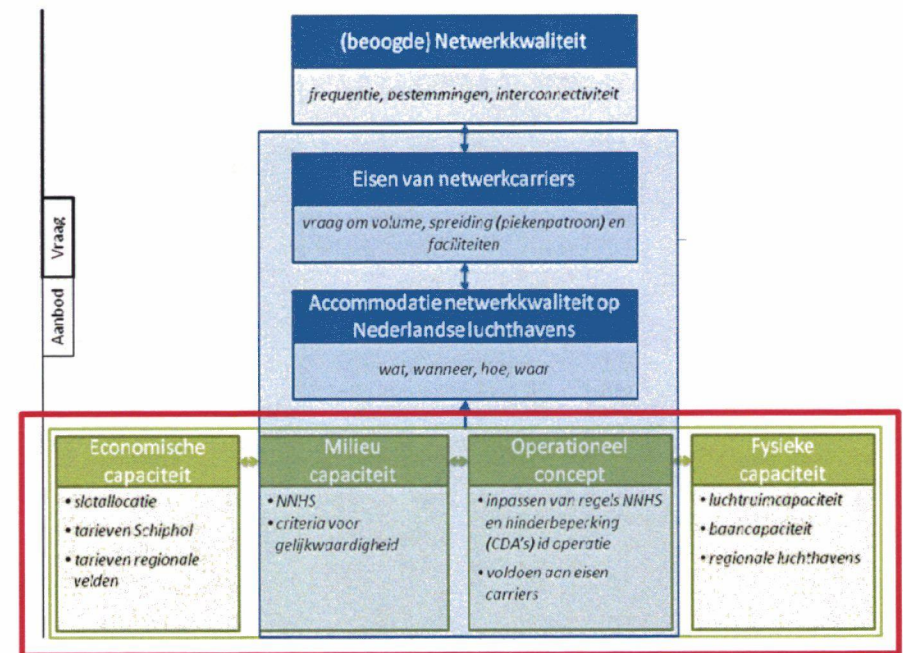 (beoogde) Netwerkkwaliteit
frequentie, bestemmingen, interconnectiviteit
Eisen van netwerkcarriers
vraag om volume, spreiding (piekenpatroon) en
faciliteiten
Vraag
Aanbod
Accommodatie netwerkkwaliteit op
Nederlandse luchthavens
wat, wanneer, hoe, waar
Economische
capaciteit
• slotallocatie
• tarieven Schiphol
• tarieven regionale
velden
Milieu
capaciteit
• NNHS
• criteria voor
gelijkwaardigheid
Operationeel
concept
• inpassen van regels NNHS
en hinderbeperking
(CDA's) id operatie
• voldoen aan eisen
carriers
Fysieke
capaciteit
• luchtruimcapaciteit
• baancapaciteit
• regionale luchthavens